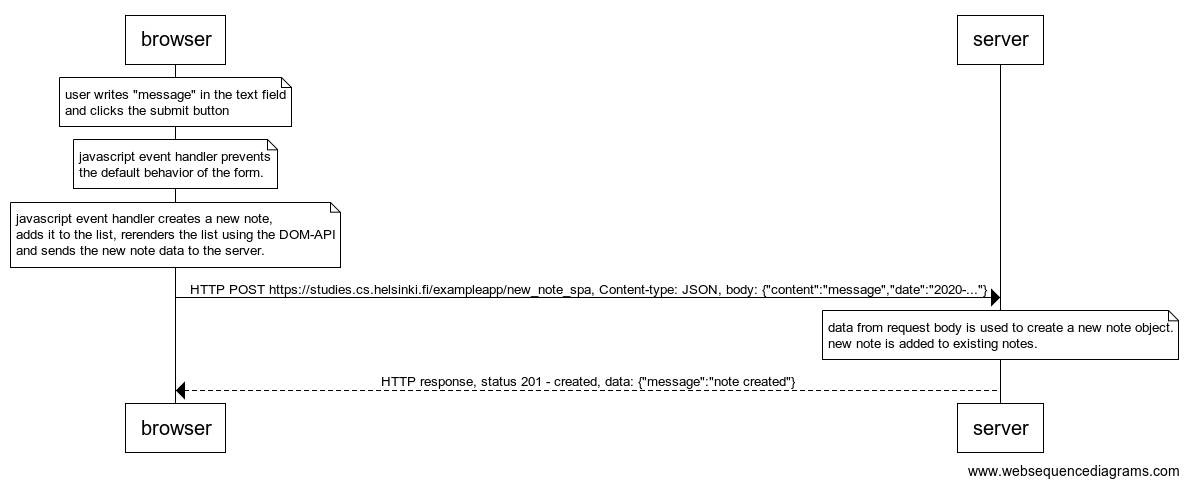 browser
server
user writes "message" in the text field
and clicks the submit button
javascript event handler prevents
the default behavior of the form.
javascript event handler creates a new note,
adds it to the list, rerenders the list using the DOM-API
and sends the new note data to the server.
HTTP POST https://studies.cs.helsinki.fi/exampleapp/new_note_spa, Content-type: JSON, body: {"content":"message","date":"2020-..."}
data from request body is used to create a new note object.
new note is added to existing notes.
HTTP response, status 201 - created, data: {"message":"note created"}
browser
server
www.websequencediagrams.com